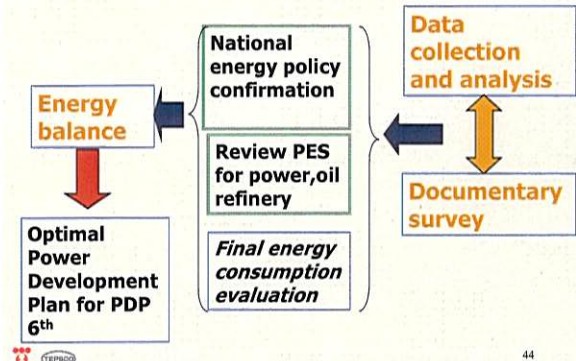 Energy
balance
Optimal
Power
Development
Plan for PDP
6th
National
energy policy
confirmation
Review PES
for power,oil
refinery
Final energy
consumption
evaluation
Data
collection
and analysis
Documentary
survey
TEPSCO
44